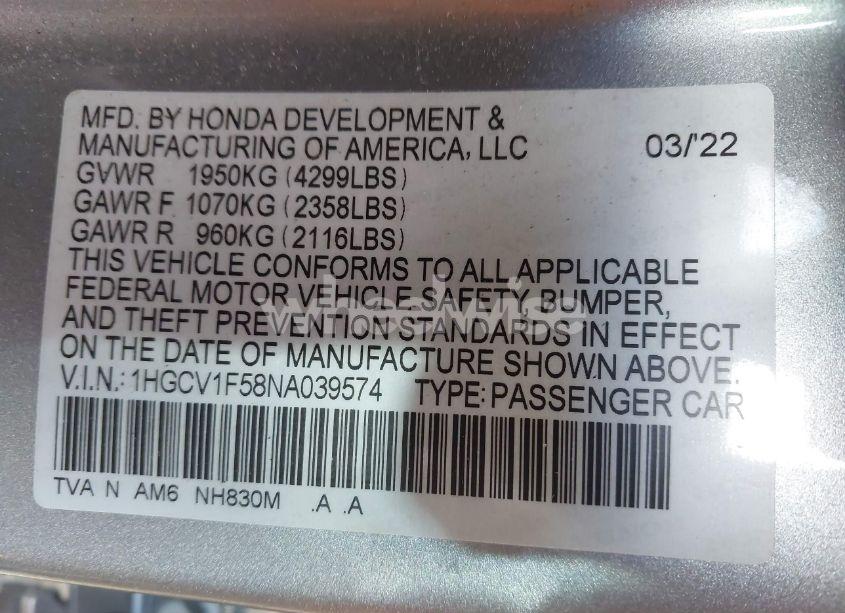 MFD. BY HONDA DEVELOPMENT &
MANUFACTURING OF AMERICA, LLC 03/'22
GVWR 1950KG (4299LBS)
GAWR F 1070KG (2358LBS)
GAWR R 960KG (2116LBS)
THIS VEHICLE CONFORMS TO ALL APPLICABLE
FEDERAL MOTOR VEHICLE SAFETY, BUMPER,
AND THEFT PREVENTION STANDARDS IN EFFECT
ON THE DATE OF MANUFACTURE SHOWN ABOVE.
V.I.N.: 1HGCV1F58NA039574 TYPE: PASSENGER CAR
TVA N AM6 NH830M .A .A
wheelwise